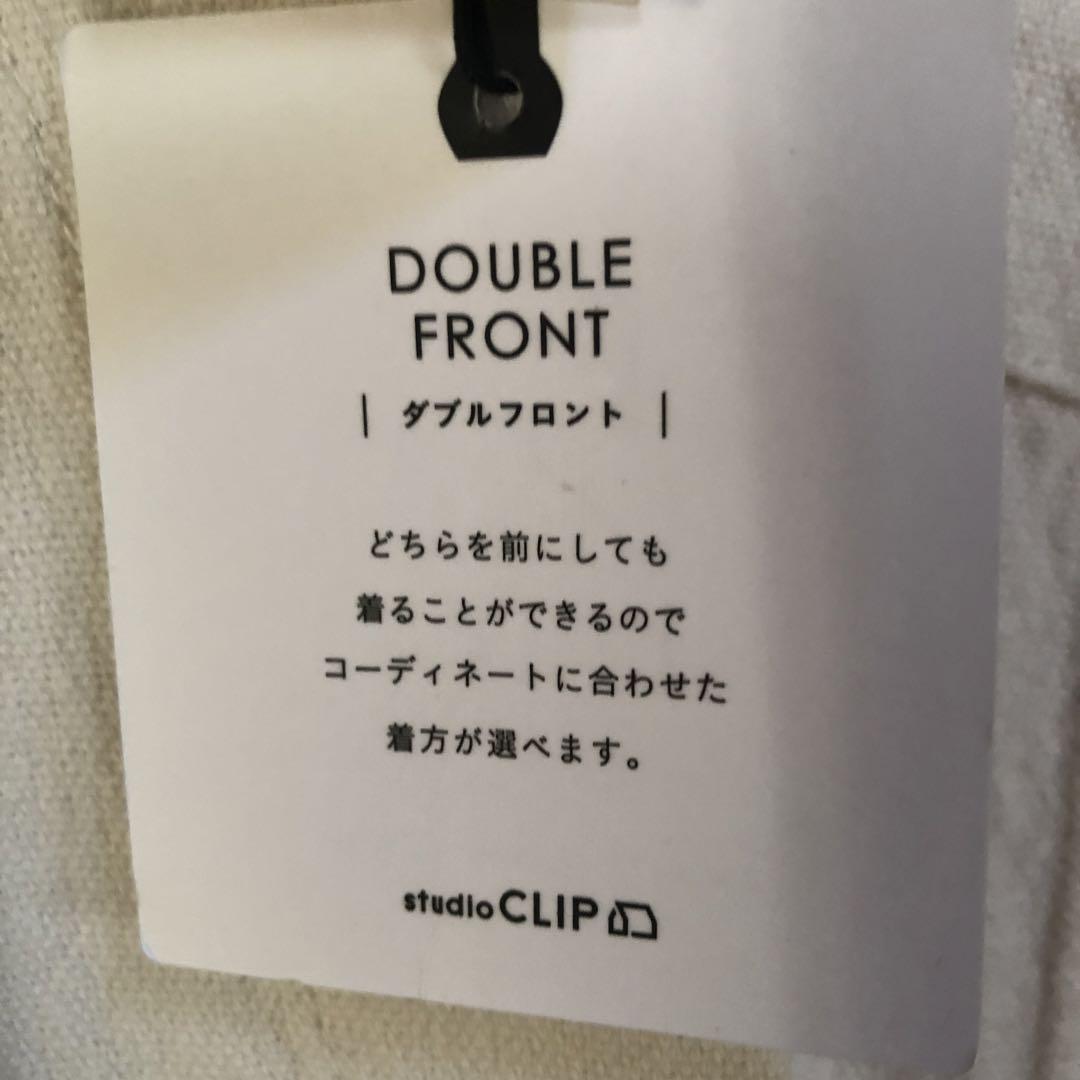 DOUBLE
FRONT
| ダブルフロント |
どちらを前にしても
着ることができるので
コーディネートに合わせた
着方が選べます。
studio CLIP